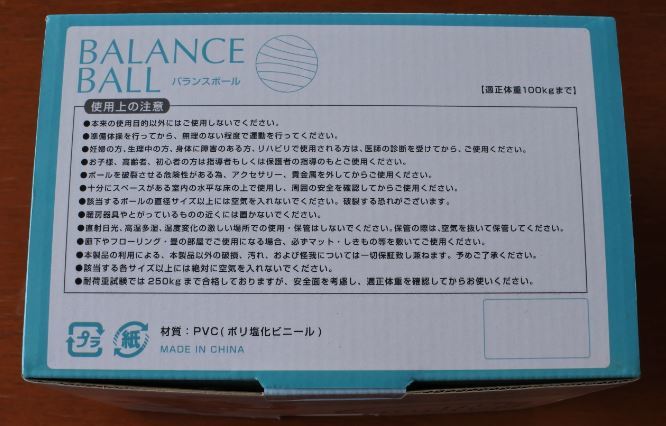 BALANCE
BALL バランスボール
【適正体重100kgまで】
使用上の注意
●本来の使用目的以外にはご使用しないでください。
●準備体操を行ってから、無理のない程度で運動を行ってください。
●妊婦の方、生理中の方、身体に障害のある方、リハビリで使用される方は、医師の診断を受けてから、ご使用ください。
●お子様、高齢者、初心者の方は指導者もしくは保護者の指導のもとご使用ください。
●ボールを破裂させる危険性がある為、アクセサリー、貴金属を外してからご使用ください。
●十分にスペースがある室内の水平な床の上で使用し、周囲の安全を確認してからご使用ください。
●該当するボールの直径サイズ以上には空気を入れないでください。破裂する恐れがございます。
●暖房器具やとがっているものの近くには置かないでください。
●直射日光、高温多湿、温度変化の激しい場所での使用・保管はしないでください。保管の際は、空気を抜いて保管してください。
●廊下やフローリング・畳の部屋でご使用になる場合、必ずマット・しきもの等を敷いてご使用ください。
●本製品の利用による、本製品以外の破損、汚れ、および怪我については一切保証致し兼ねます。予めご了承ください。
●該当する各サイズ以上には絶対に空気を入れないでください。
●耐荷重試験では250kgまで合格しておりますが、安全面を考慮し、適正体重を確認してからお使いください。
プラ 紙 材質：PVC(ポリ塩化ビニール)
MADE IN CHINA